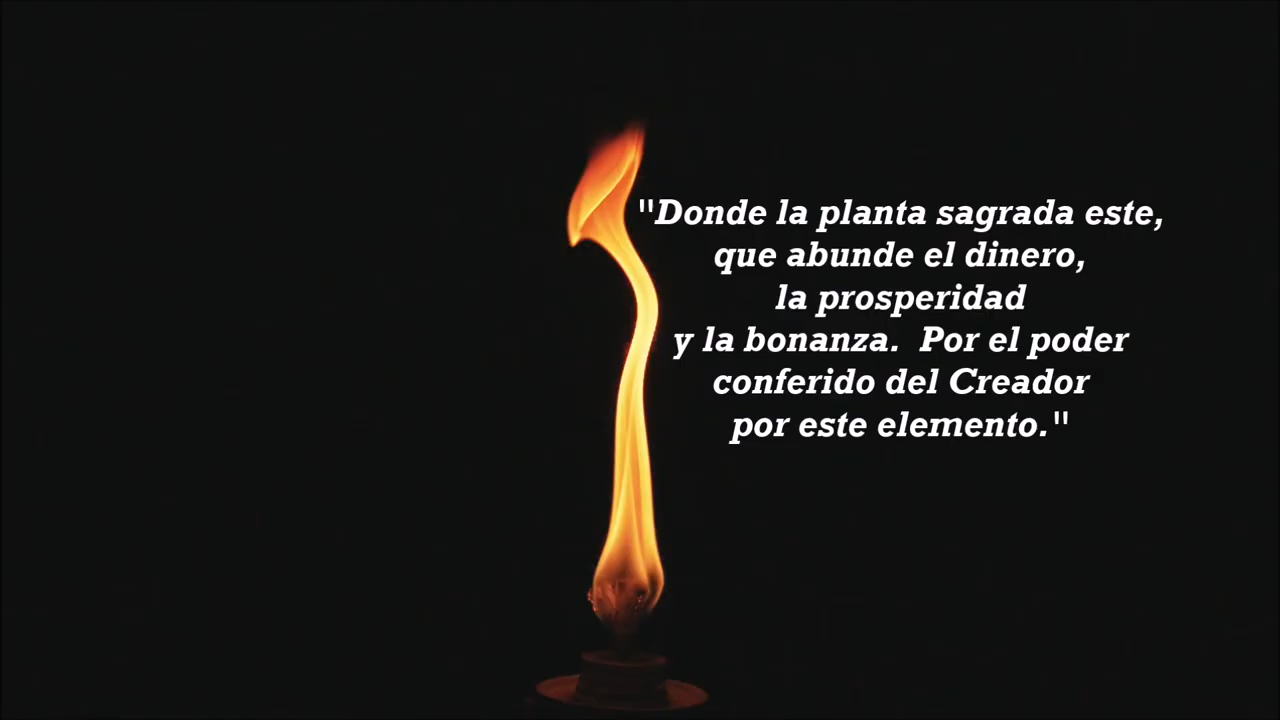 "Donde la planta sagrada este,
que abunde el dinero,
la prosperidad
y la bonanza.  Por el poder
conferido del Creador
por este elemento."